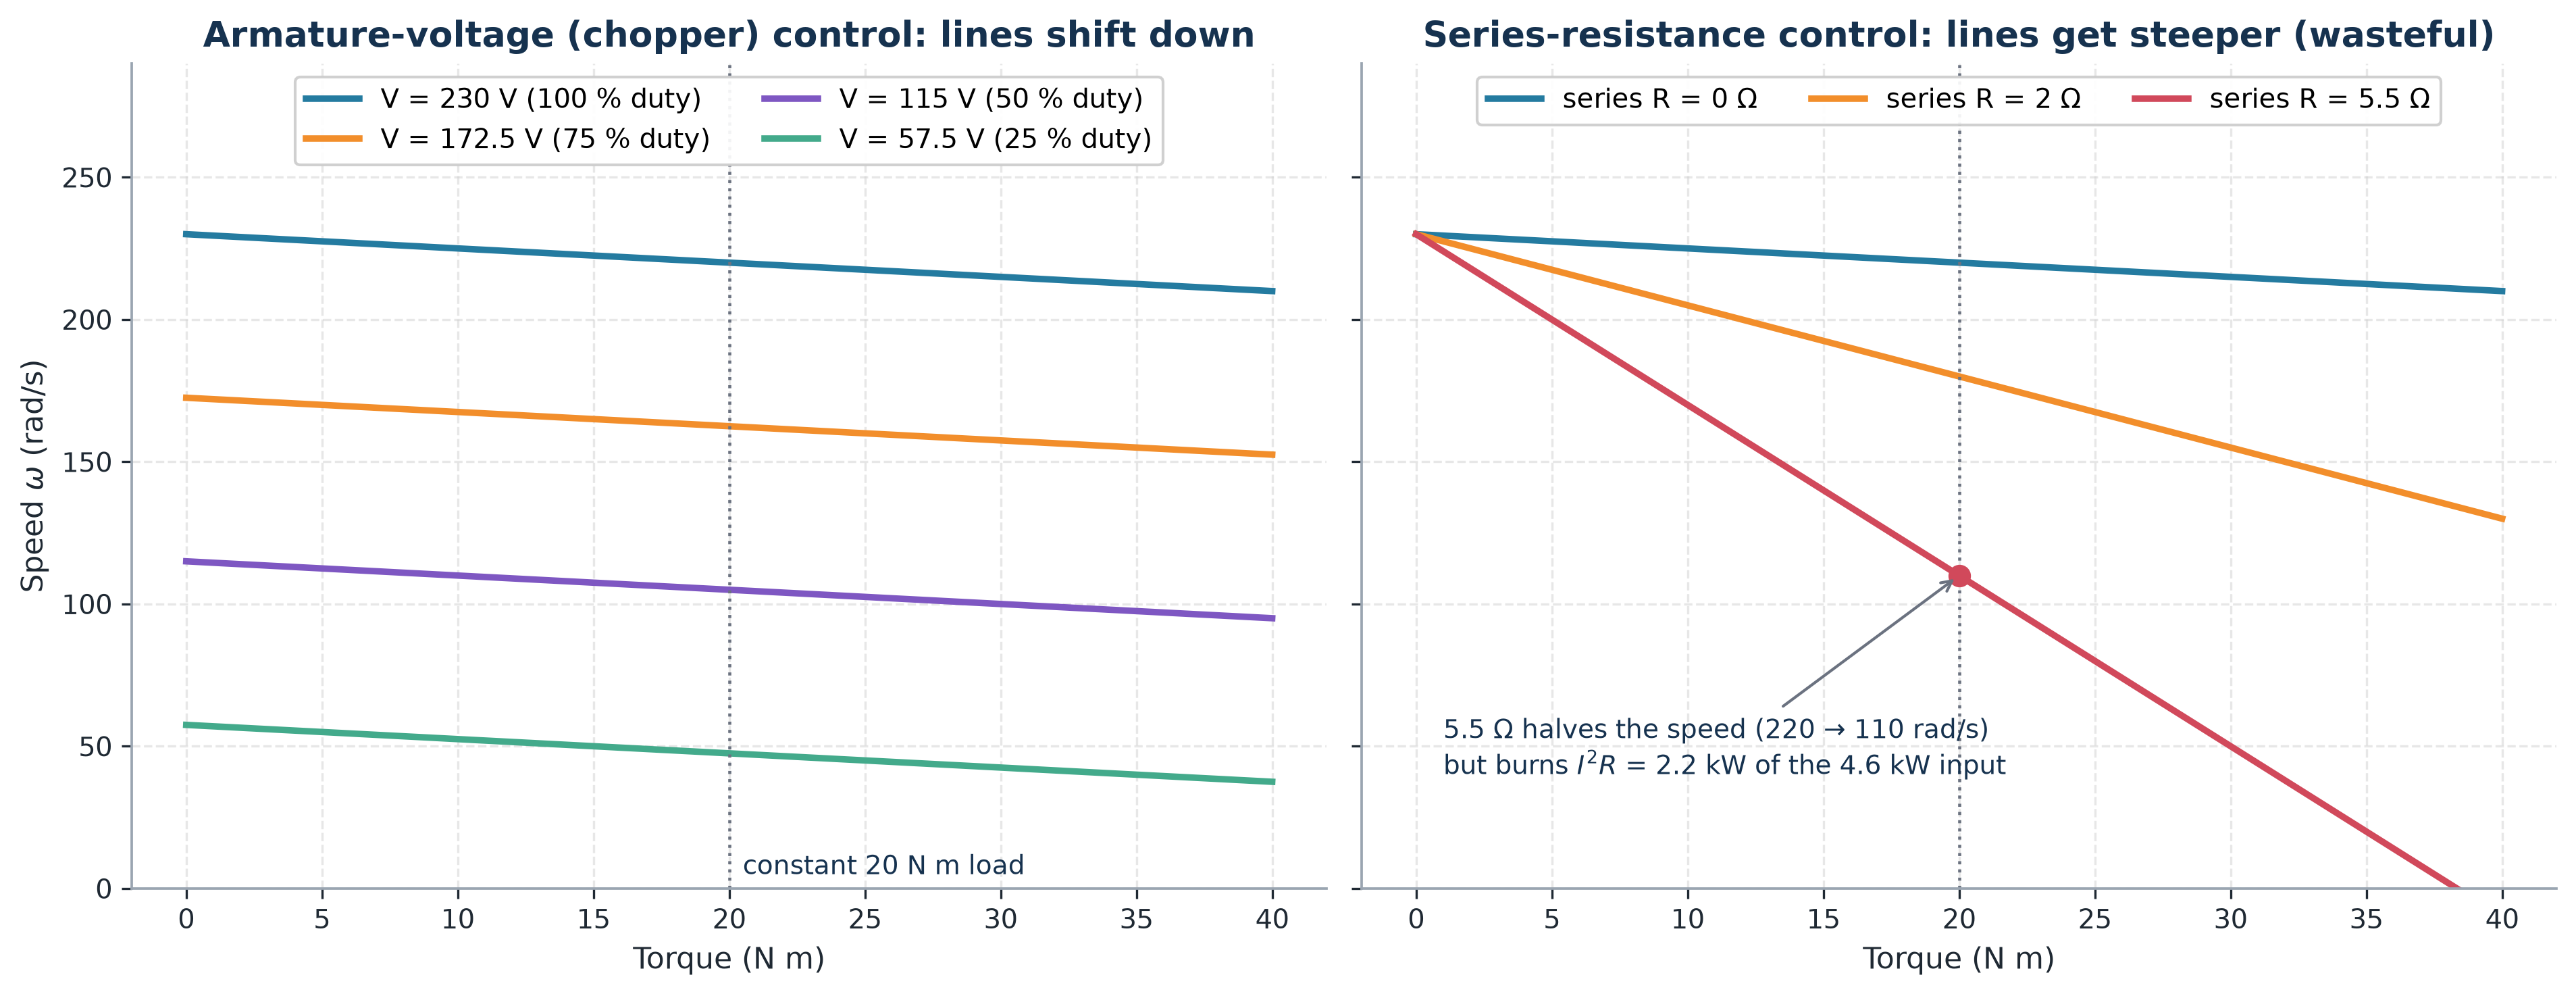 Armature-voltage (chopper) control: lines shift down
V = 230 V (100 % duty)
V = 172.5 V (75 % duty)
V = 115 V (50 % duty)
V = 57.5 V (25 % duty)
250
200
150
100
50
0
Speed ω (rad/s)
constant 20 N m load
0 5 10 15 20 25 30 35 40
Torque (N m)
Series-resistance control: lines get steeper (wasteful)
series R = 0 Ω
series R = 2 Ω
series R = 5.5 Ω
5.5 Ω halves the speed (220 → 110 rad/s)
but burns I²R = 2.2 kW of the 4.6 kW input
0 5 10 15 20 25 30 35 40
Torque (N m)